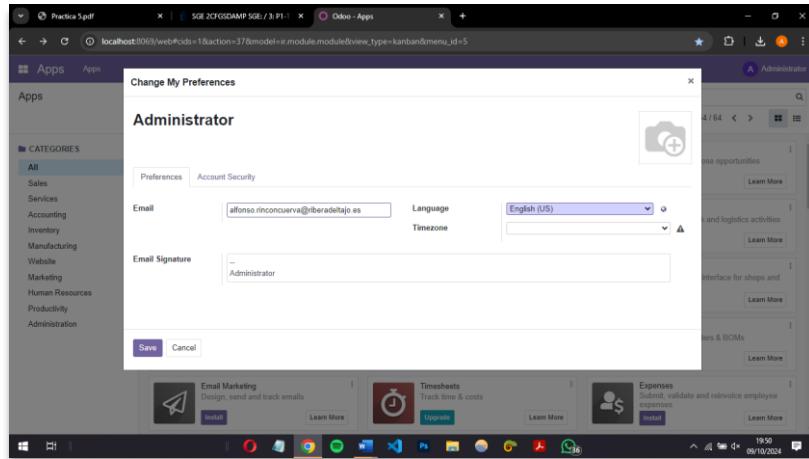 Practica 5.pdf
SGE 2CFGSDAMP SGE: / 3: P1-1
Odoo - Apps
localhost:8069/web#cids=1&action=37&model=ir.module.module&view_type=kanban&menu_id=5
Apps Apps
A Administrator
Apps
4 / 64
CATEGORIES
All
Sales
Services
Accounting
Inventory
Manufacturing
Website
Marketing
Human Resources
Productivity
Administration
Change My Preferences
Administrator
Preferences Account Security
Email alfonso.rinconcuerva@riberadeltajo.es Language English (US)
Timezone
Email Signature --
Administrator
Save Cancel
opportunities
Learn More
and logistics activities
Learn More
interface for shops and
Learn More
& BOMs
Learn More
Email Marketing
Design, send and track emails
Install Learn More
Timesheets
Track time & costs
Upgrade Learn More
Expenses
Submit, validate and reinvoice employee
expenses
Install Learn More
Ps
36
19:50
09/10/2024